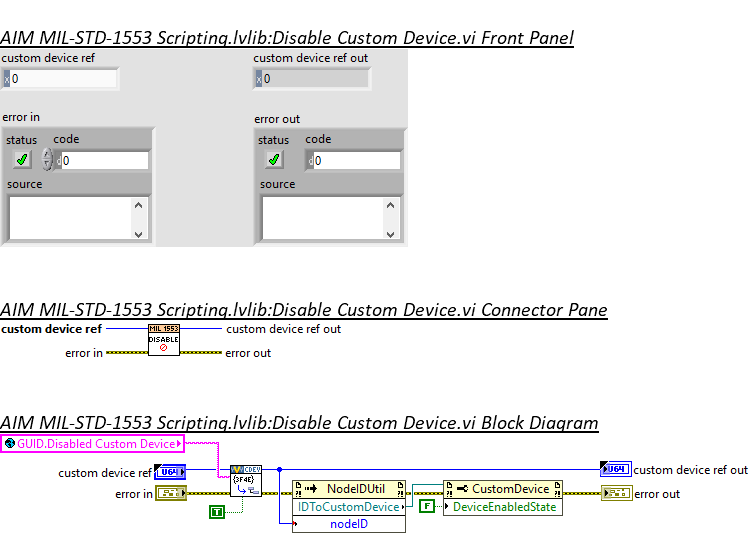 AIM MIL-STD-1553 Scripting.lvlib:Disable Custom Device.vi Front Panel
custom device ref custom device ref out
x 0 x 0
error in error out
status code status code
d 0 d 0
source source
AIM MIL-STD-1553 Scripting.lvlib:Disable Custom Device.vi Connector Pane
custom device ref MIL 1553 custom device ref out
DISABLE
error in error out
AIM MIL-STD-1553 Scripting.lvlib:Disable Custom Device.vi Block Diagram
GUID.Disabled Custom Device
custom device ref U64 CDEV U64 custom device ref out
{3F4E}
error in NodeIDUtil CustomDevice error out
T IDToCustomDevice F DeviceEnabledState
nodeID